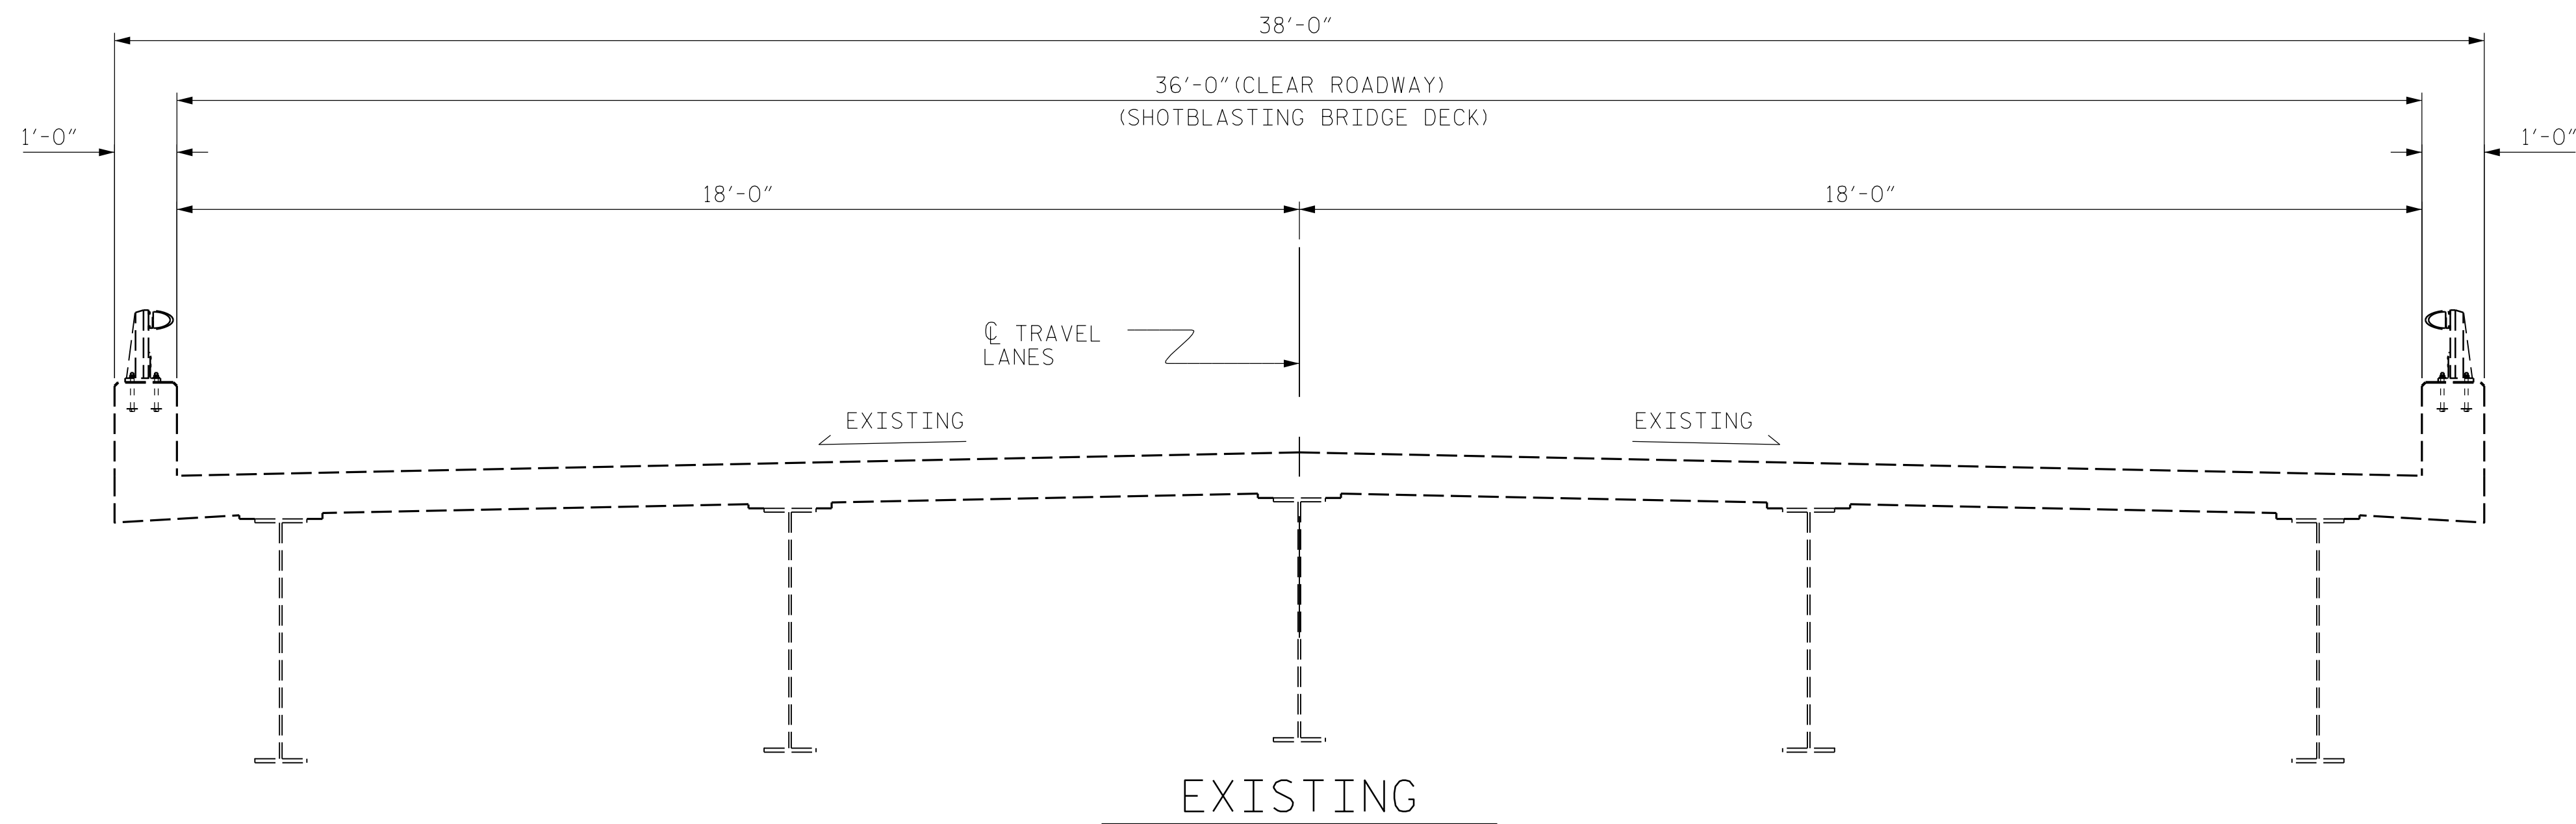 38'-0"
36'-0"(CLEAR ROADWAY)
(SHOTBLASTING BRIDGE DECK)
1'-0"
1'-0"
18'-0"
18'-0"
℄ TRAVEL
LANES
EXISTING
EXISTING
EXISTING